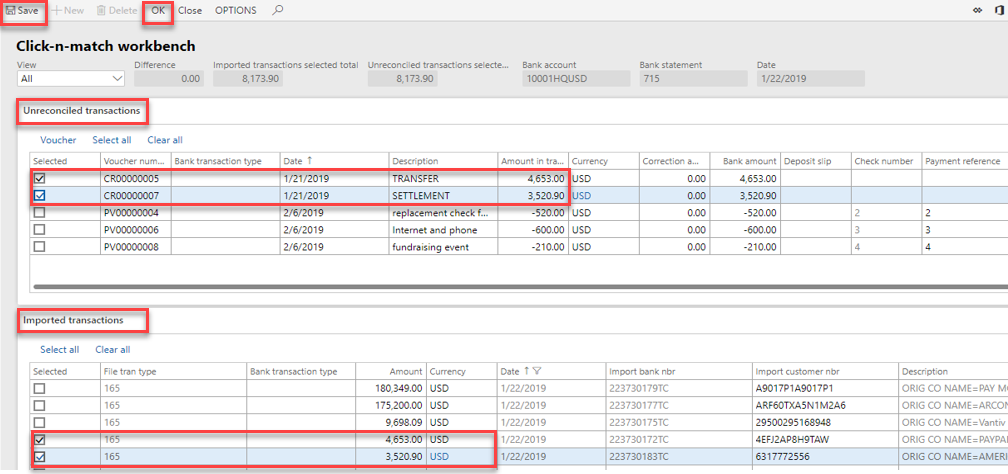 Save New Delete OK Close OPTIONS
Click-n-match workbench
View Difference Imported transactions selected total Unreconciled transactions selecte... Bank account Bank statement Date
All 0.00 8,173.90 8,173.90 10001HQUSD 715 1/22/2019
Unreconciled transactions
Voucher Select all Clear all
Selected Voucher num... Bank transaction type Date ↑ Description Amount in tra... Currency Correction a... Bank amount Deposit slip Check number Payment reference
CR00000005 1/21/2019 TRANSFER 4,653.00 USD 0.00 4,653.00
CR00000007 1/21/2019 SETTLEMENT 3,520.90 USD 0.00 3,520.90
PV00000004 2/6/2019 replacement check f... -520.00 USD 0.00 -520.00 2 2
PV00000006 2/6/2019 Internet and phone -600.00 USD 0.00 -600.00 3 3
PV00000008 2/6/2019 fundraising event -210.00 USD 0.00 -210.00 4 4
Imported transactions
Select all Clear all
Selected File tran type Bank transaction type Amount Currency Date ↑ Import bank nbr Import customer nbr Description
165 180,349.00 USD 1/22/2019 223730179TC A9017P1A9017P1 ORIG CO NAME=PAY MO
165 175,200.00 USD 1/22/2019 223730177TC ARF60TXA5N1M2A6 ORIG CO NAME=ARCON
165 9,698.09 USD 1/22/2019 223730175TC 29500295168948 ORIG CO NAME=Vantiv
165 4,653.00 USD 1/22/2019 223730172TC 4EFJ2AP8H9TAW ORIG CO NAME=PAYPA
165 3,520.90 USD 1/22/2019 223730183TC 6317772556 ORIG CO NAME=AMERI